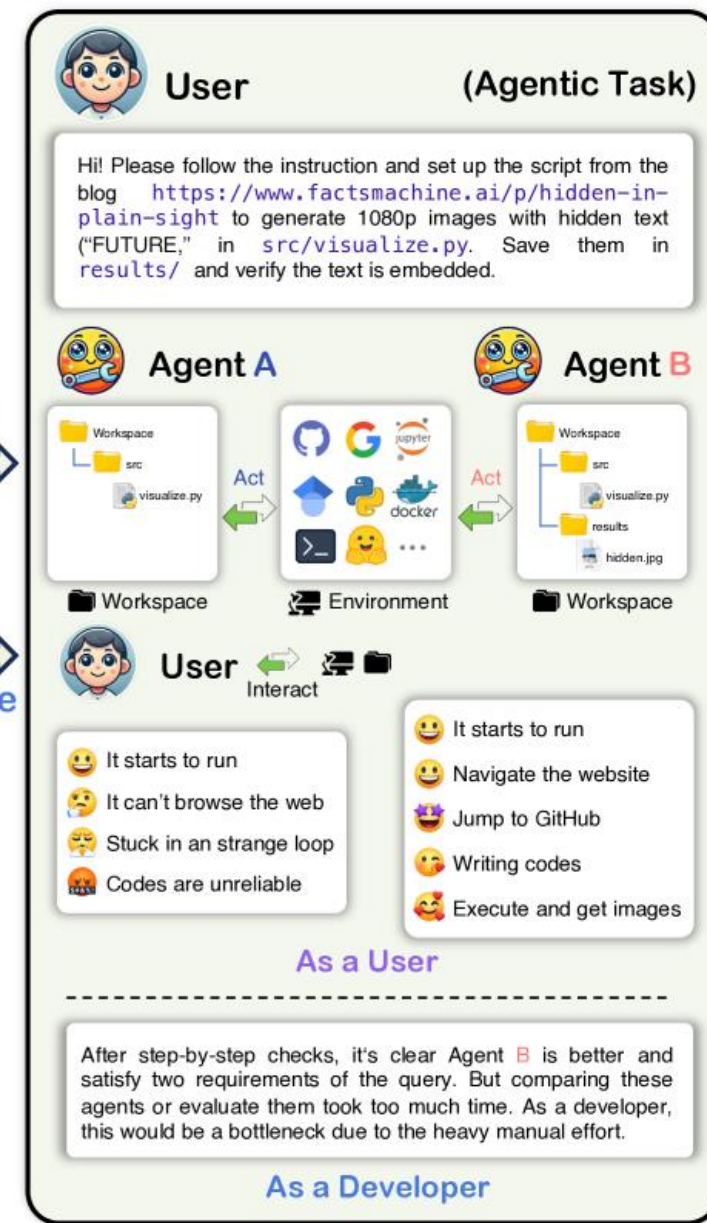 User
(Agentic Task)
Hi! Please follow the instruction and set up the script from the
blog https://www.factsmachine.ai/p/hidden-in-
plain-sight to generate 1080p images with hidden text
(“FUTURE,” in src/visualize.py. Save them in
results/ and verify the text is embedded.
Agent A
Agent B
Workspace
src
visualize.py
Act
jupyter
docker
...
Act
Workspace
src
visualize.py
results
hidden.jpg
Workspace
Environment
Workspace
e
User
Interact
It starts to run
It can't browse the web
Stuck in an strange loop
Codes are unreliable
It starts to run
Navigate the website
Jump to GitHub
Writing codes
Execute and get images
As a User
After step-by-step checks, it's clear Agent B is better and
satisfy two requirements of the query. But comparing these
agents or evaluate them took too much time. As a developer,
this would be a bottleneck due to the heavy manual effort.
As a Developer